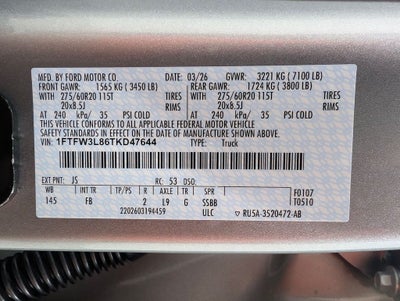 MFD. BY FORD MOTOR CO. 03/26 GVWR: 3221 KG ( 7100 LB)
FRONT GAWR: 1565 KG ( 3450 LB) REAR GAWR: 1724 KG ( 3800 LB)
WITH 275/60R20 115T WITH 275/60R20 115T
TIRES TIRES
RIMS 20x8.5J RIMS 20x8.5J
AT 240 kPa/ 35 PSI COLD AT 240 kPa/ 35 PSI COLD
THIS VEHICLE CONFORMS TO ALL APPLICABLE FEDERAL MOTOR VEHICLE
SAFETY STANDARDS IN EFFECT ON THE DATE OF MANUFACTURE SHOWN ABOVE.
VIN: 1FTFW3L86TKD47644 TYPE: Truck
EXT PNT: JS RC: 53 DSO:
WB INT TR TP/PS R AX TR SPR F0107
145 FB 2 L9 G SSBB T0510
2202603194459 ULC RU5A-3520472-AB